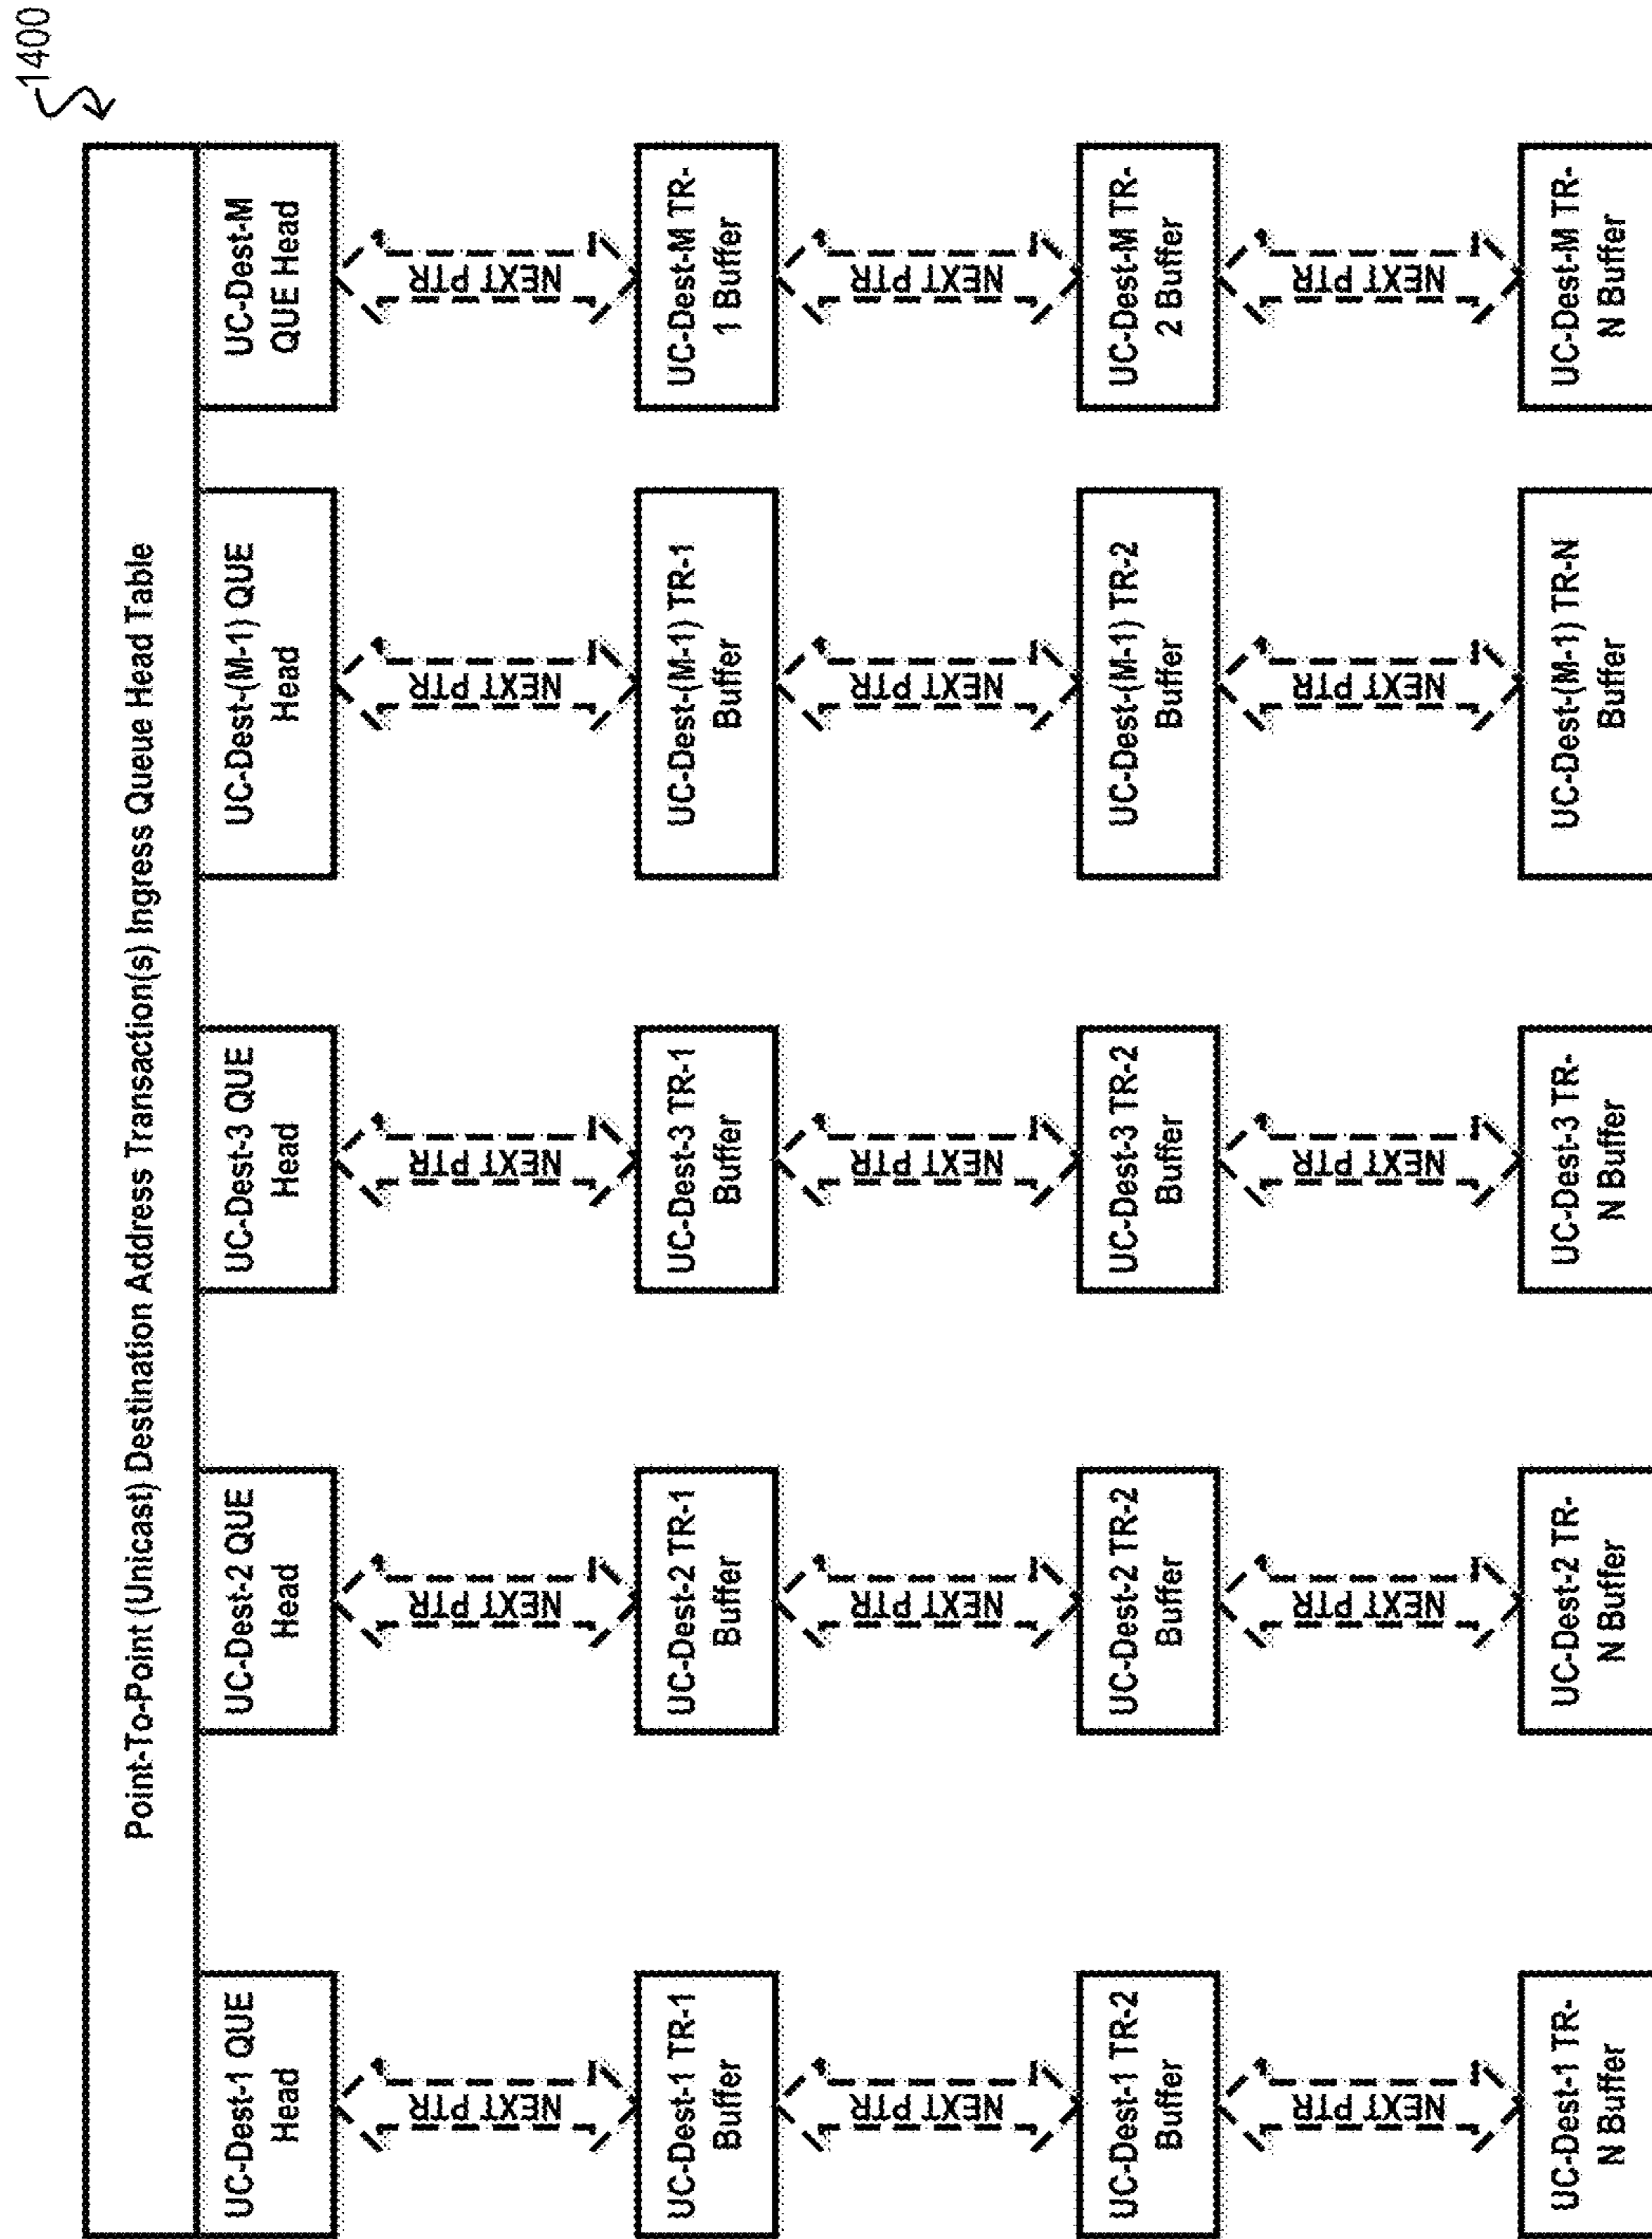 1400
Point-To-Point (Unicast) Destination Address Transaction(s) Ingress Queue Head Table
UC-Dest-1 QUE
Head
UC-Dest-2 QUE
Head
UC-Dest-3 QUE
Head
UC-Dest-(M-1) QUE
Head
UC-Dest-M
QUE Head
NEXT PTR
NEXT PTR
NEXT PTR
NEXT PTR
NEXT PTR
UC-Dest-1 TR-1
Buffer
UC-Dest-2 TR-1
Buffer
UC-Dest-3 TR-1
Buffer
UC-Dest-(M-1) TR-1
Buffer
UC-Dest-M TR-
1 Buffer
NEXT PTR
NEXT PTR
NEXT PTR
NEXT PTR
NEXT PTR
UC-Dest-1 TR-2
Buffer
UC-Dest-2 TR-2
Buffer
UC-Dest-3 TR-2
Buffer
UC-Dest-(M-1) TR-2
Buffer
UC-Dest-M TR-
2 Buffer
NEXT PTR
NEXT PTR
NEXT PTR
NEXT PTR
NEXT PTR
UC-Dest-1 TR-
N Buffer
UC-Dest-2 TR-
N Buffer
UC-Dest-3 TR-
N Buffer
UC-Dest-(M-1) TR-N
Buffer
UC-Dest-M TR-
N Buffer